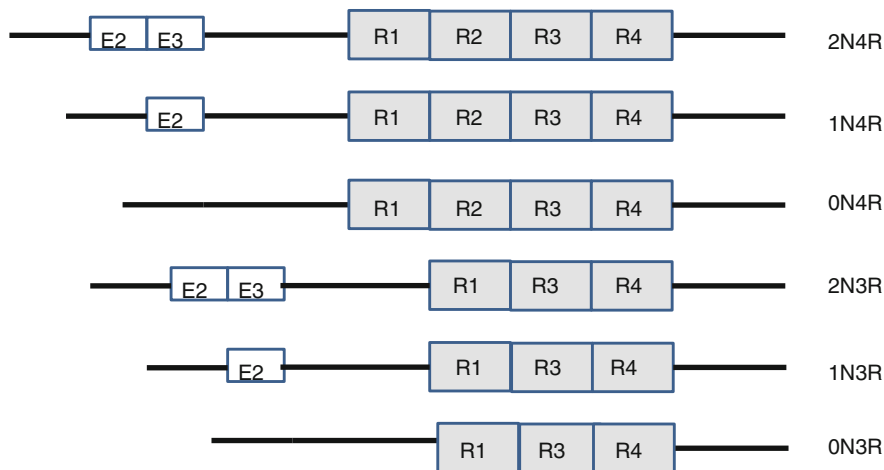 E2 E3 R1 R2 R3 R4 2N4R
E2 R1 R2 R3 R4 1N4R
R1 R2 R3 R4 0N4R
E2 E3 R1 R3 R4 2N3R
E2 R1 R3 R4 1N3R
R1 R3 R4 0N3R